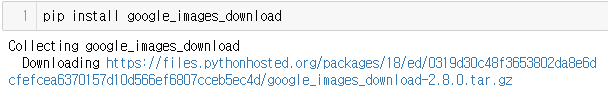 1 pip install google_images_download
Collecting google_images_download
Downloading https://files.pythonhosted.org/packages/18/ed/0319d30c48f3653802da8e6d
cfefcea6370157d10d566ef6807cceb5ec4d/google_images_download-2.8.0.tar.gz